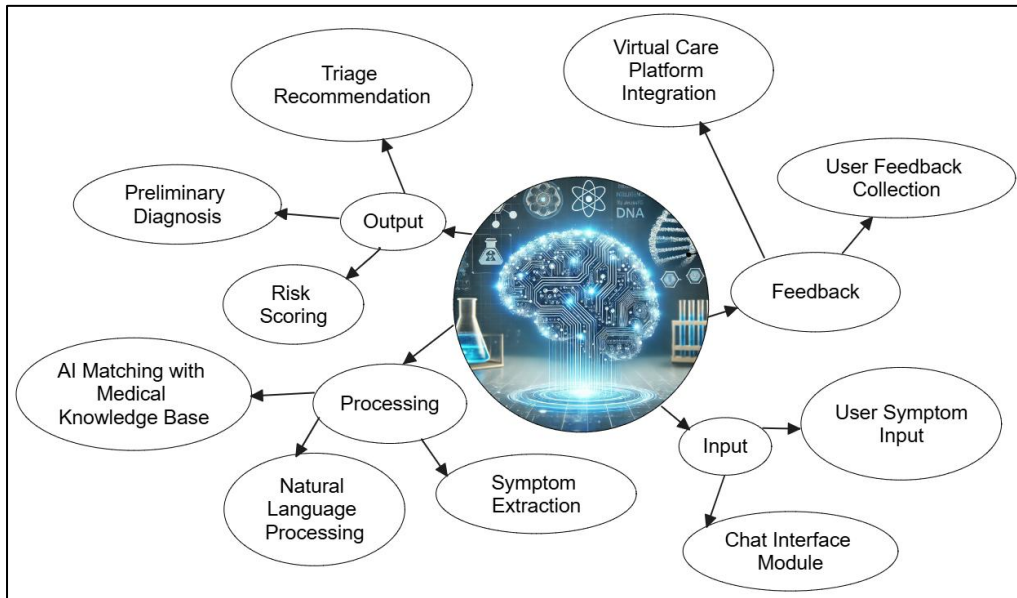 Triage
Recommendation
Virtual Care
Platform
Integration
User Feedback
Collection
Preliminary
Diagnosis
Output
Risk
Scoring
DNA
Feedback
AI Matching with
Medical
Knowledge Base
Processing
Natural
Language
Processing
Symptom
Extraction
Input
User Symptom
Input
Chat Interface
Module